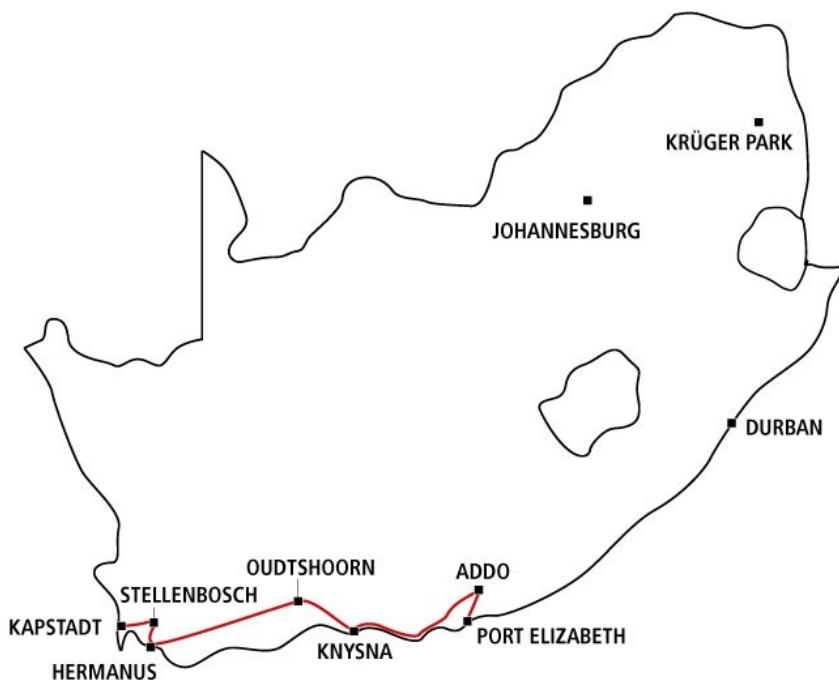 KRÜGER PARK
JOHANNESBURG
DURBAN
OUDTSHOORN
ADDO
STELLENBOSCH
KAPSTADT
PORT ELIZABETH
KNYSNA
HERMANUS